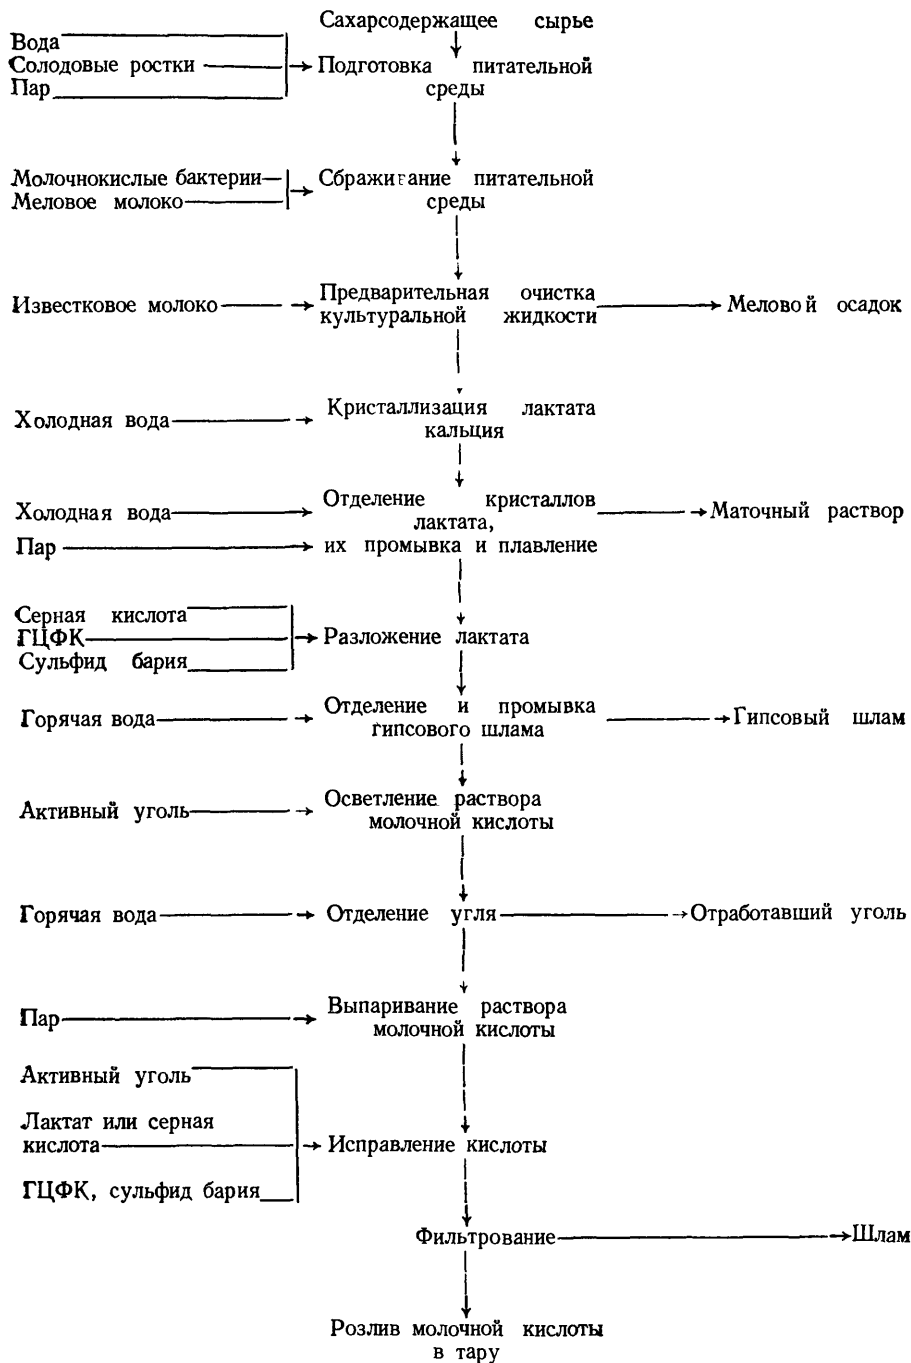 Сахарсодержащее сырье
Вода
Солодовые ростки
Пар
Подготовка питательной
среды
Молочнокислые бактерии
Меловое молоко
Сбраживание питательной
среды
Известковое молоко
Предварительная очистка
культуральной жидкости
Меловой осадок
Холодная вода
Кристаллизация лактата
кальция
Холодная вода
Пар
Отделение кристаллов
лактата,
их промывка и плавление
Маточный раствор
Серная кислота
ГЦФК
Сульфид бария
Разложение лактата
Горячая вода
Отделение и промывка
гипсового шлама
Гипсовый шлам
Активный уголь
Осветление раствора
молочной кислоты
Горячая вода
Отделение угля
Отработавший уголь
Пар
Выпаривание раствора
молочной кислоты
Активный уголь
Лактат или серная
кислота
ГЦФК, сульфид бария
Исправление кислоты
Фильтрование
Шлам
Розлив молочной кислоты
в тару